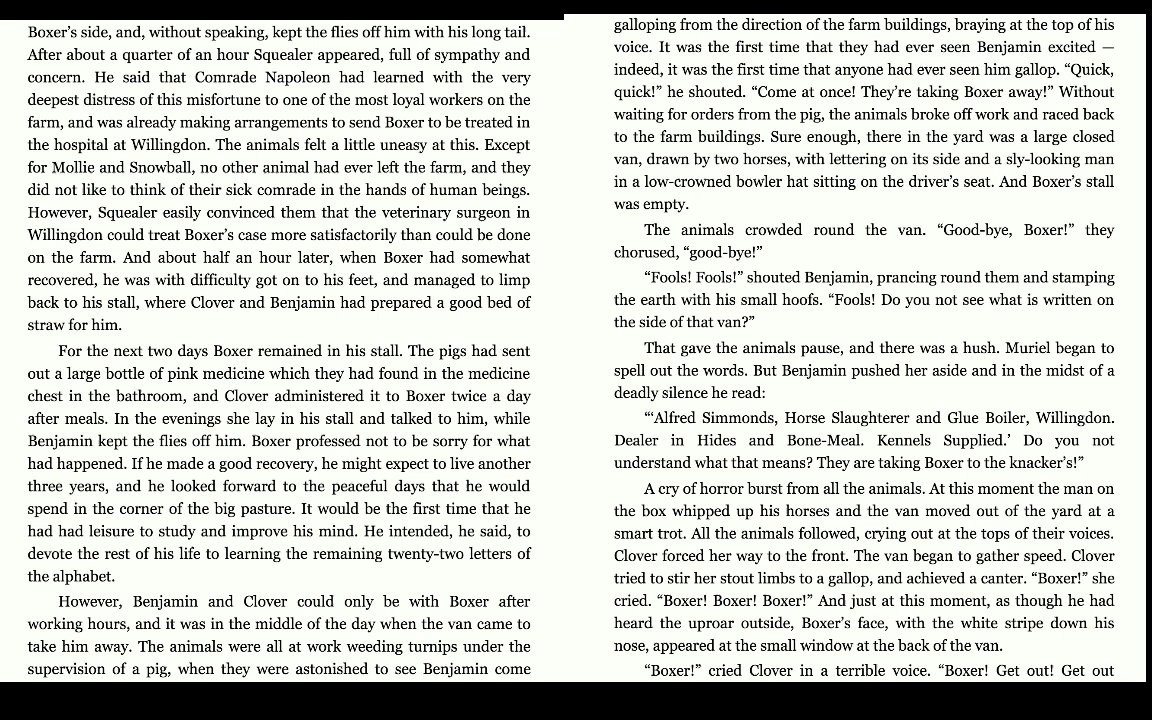 Boxer’s side, and, without speaking, kept the flies off him with his long tail.
After about a quarter of an hour Squealer appeared, full of sympathy and
concern. He said that Comrade Napoleon had learned with the very
deepest distress of this misfortune to one of the most loyal workers on the
farm, and was already making arrangements to send Boxer to be treated in
the hospital at Willingdon. The animals felt a little uneasy at this. Except
for Mollie and Snowball, no other animal had ever left the farm, and they
did not like to think of their sick comrade in the hands of human beings.
However, Squealer easily convinced them that the veterinary surgeon in
Willingdon could treat Boxer’s case more satisfactorily than could be done
on the farm. And about half an hour later, when Boxer had somewhat
recovered, he was with difficulty got on to his feet, and managed to limp
back to his stall, where Clover and Benjamin had prepared a good bed of
straw for him.
For the next two days Boxer remained in his stall. The pigs had sent
out a large bottle of pink medicine which they had found in the medicine
chest in the bathroom, and Clover administered it to Boxer twice a day
after meals. In the evenings she lay in his stall and talked to him, while
Benjamin kept the flies off him. Boxer professed not to be sorry for what
had happened. If he made a good recovery, he might expect to live another
three years, and he looked forward to the peaceful days that he would
spend in the corner of the big pasture. It would be the first time that he
had had leisure to study and improve his mind. He intended, he said, to
devote the rest of his life to learning the remaining twenty-two letters of
the alphabet.
However, Benjamin and Clover could only be with Boxer after
working hours, and it was in the middle of the day when the van came to
take him away. The animals were all at work weeding turnips under the
supervision of a pig, when they were astonished to see Benjamin come
galloping from the direction of the farm buildings, braying at the top of his
voice. It was the first time that they had ever seen Benjamin excited —
indeed, it was the first time that anyone had ever seen him gallop. “Quick,
quick!” he shouted. “Come at once! They’re taking Boxer away!” Without
waiting for orders from the pig, the animals broke off work and raced back
to the farm buildings. Sure enough, there in the yard was a large closed
van, drawn by two horses, with lettering on its side and a sly-looking man
in a low-crowned bowler hat sitting on the driver’s seat. And Boxer’s stall
was empty.
The animals crowded round the van. “Good-bye, Boxer!” they
chorused, “good-bye!”
“Fools! Fools!” shouted Benjamin, prancing round them and stamping
the earth with his small hoofs. “Fools! Do you not see what is written on
the side of that van?”
That gave the animals pause, and there was a hush. Muriel began to
spell out the words. But Benjamin pushed her aside and in the midst of a
deadly silence he read:
“‘Alfred Simmonds, Horse Slaughterer and Glue Boiler, Willingdon.
Dealer in Hides and Bone-Meal. Kennels Supplied.’ Do you not
understand what that means? They are taking Boxer to the knacker’s!”
A cry of horror burst from all the animals. At this moment the man on
the box whipped up his horses and the van moved out of the yard at a
smart trot. All the animals followed, crying out at the tops of their voices.
Clover forced her way to the front. The van began to gather speed. Clover
tried to stir her stout limbs to a gallop, and achieved a canter. “Boxer!” she
cried. “Boxer! Boxer! Boxer!” And just at this moment, as though he had
heard the uproar outside, Boxer’s face, with the white stripe down his
nose, appeared at the small window at the back of the van.
“Boxer!” cried Clover in a terrible voice. “Boxer! Get out! Get out